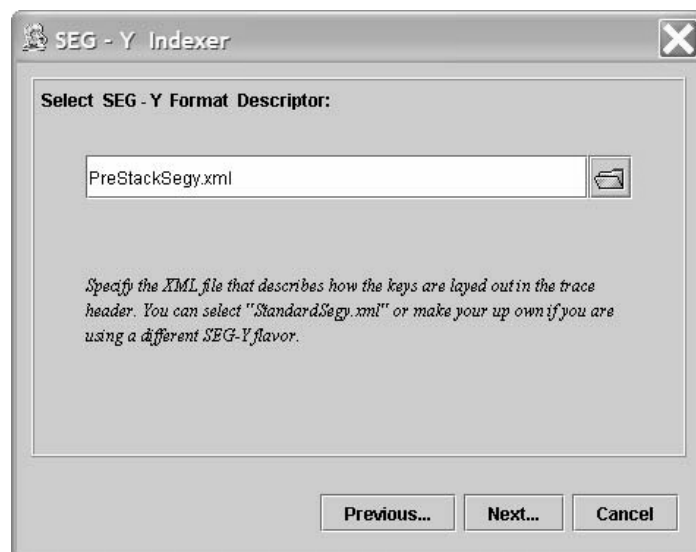 SEG - Y Indexer
Select SEG - Y Format Descriptor:
PreStackSegy.xml
Specify the XML file that describes how the keys are layed out in the trace
header. You can select "StandardSegy.xml" or make your up own if you are
using a different SEG-Y flavor.
Previous... Next... Cancel